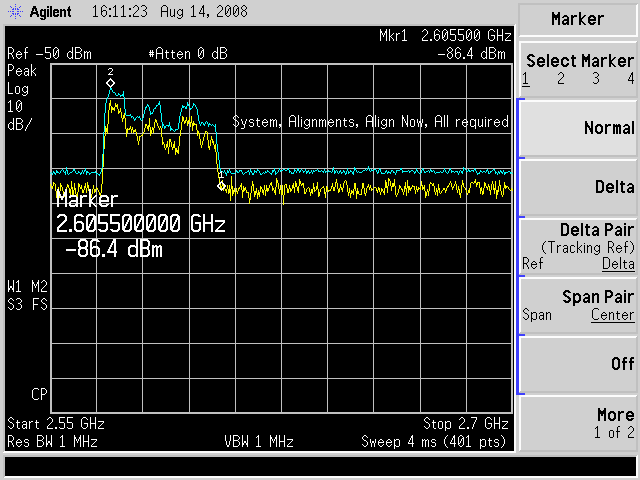 Agilent 16:11:23 Aug 14, 2008
Mkr1 2.605500 GHz
Ref -50 dBm #Atten 0 dB -86.4 dBm
Peak
Log
10
dB/
2
1
System, Alignments, Align Now, All required
Marker
2.605500000 GHz
-86.4 dBm
W1 M2
S3 FS
CP
Start 2.55 GHz Stop 2.7 GHz
Res BW 1 MHz VBW 1 MHz Sweep 4 ms (401 pts)
Marker
Select Marker
1 2 3 4
Normal
Delta
Delta Pair
(Tracking Ref)
Ref Delta
Span Pair
Span Center
Off
More
1 of 2